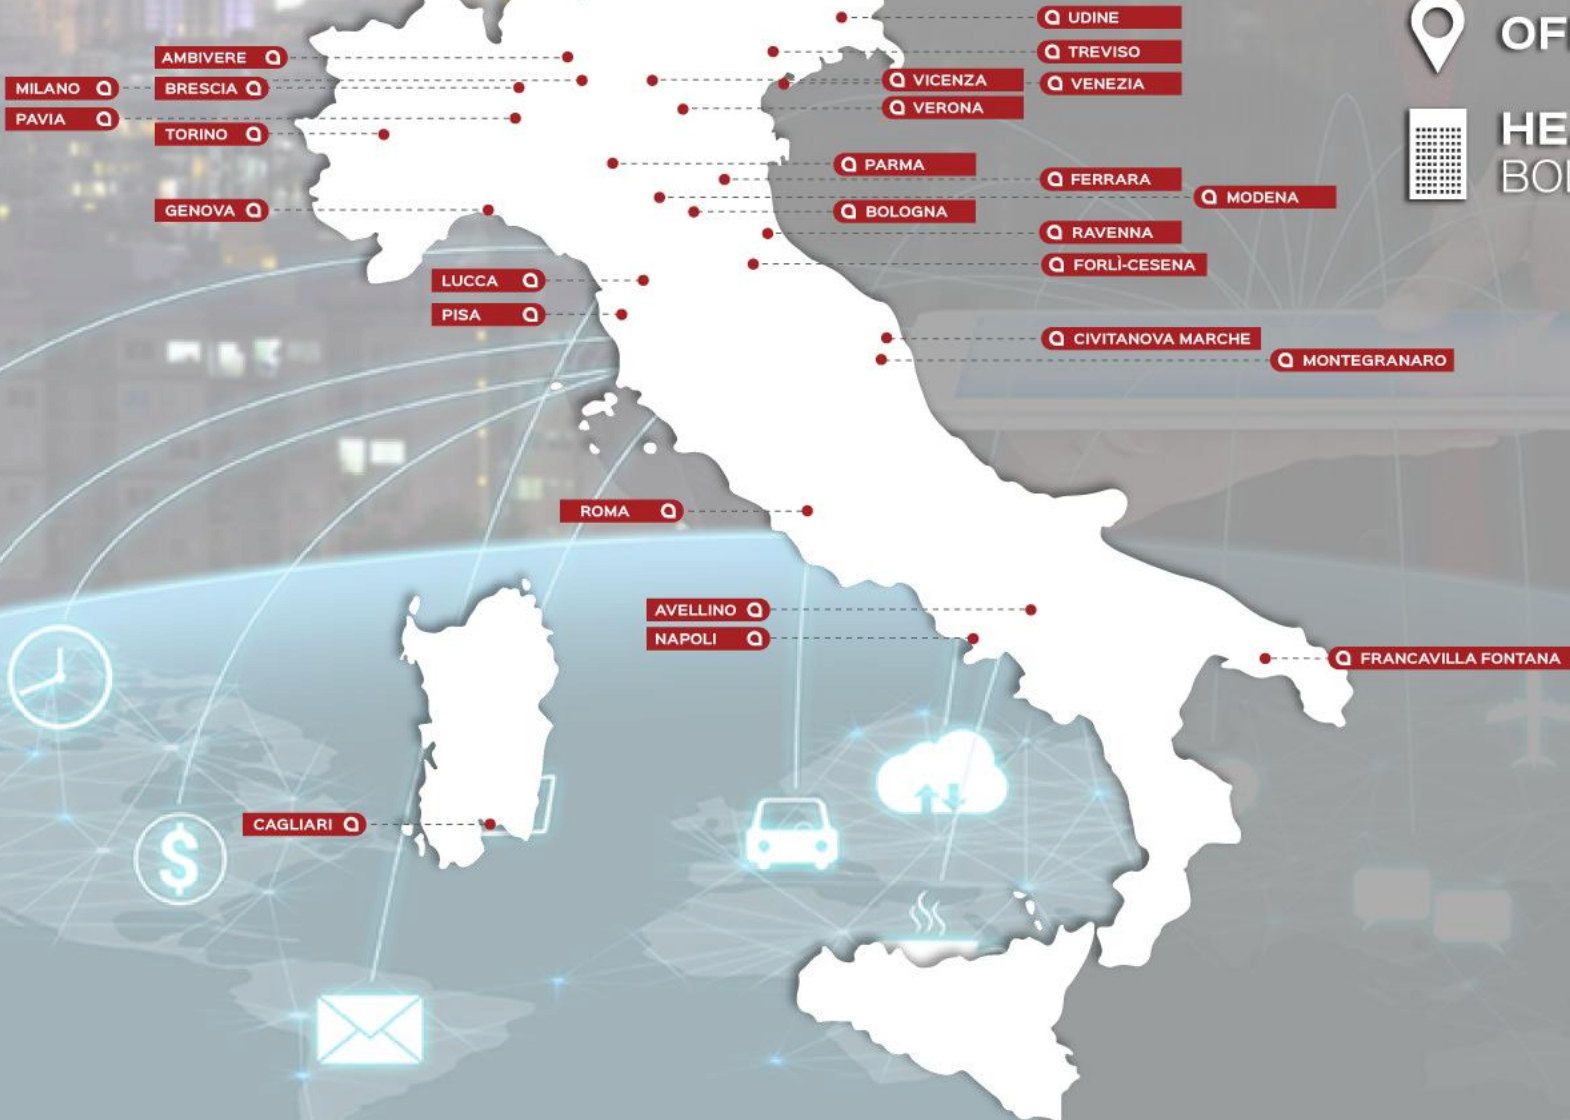 UDINE
OF
AMBIVERE
TREVISO
MILANO
BRESCIA
VICENZA
VENEZIA
PAVIA
VERONA
TORINO
HE
PARMA
FERRARA
BO
GENOVA
BOLOGNA
MODENA
RAVENNA
LUCCA
FORLÌ-CESENA
PISA
CIVITANOVA MARCHE
MONTEGRANARO
ROMA
AVELLINO
NAPOLI
FRANCAVILLA FONTANA
CAGLIARI
$